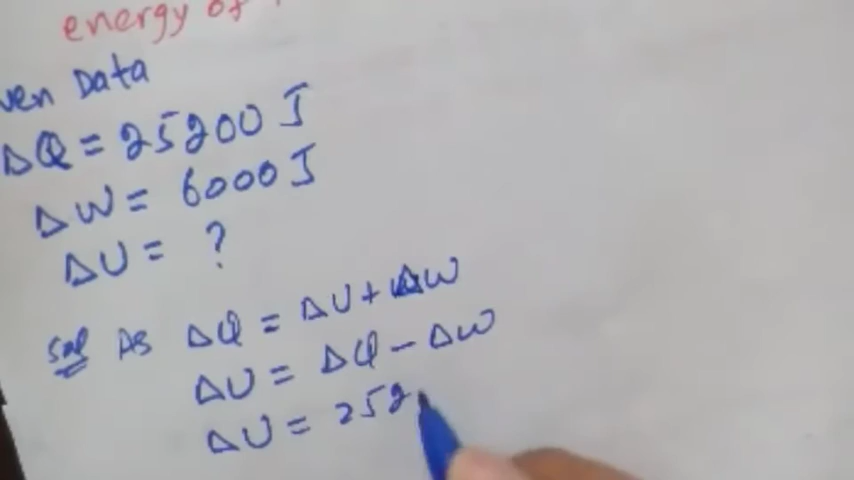 energy of
ven Data
ΔQ = 25200 J
ΔW = 6000 J
ΔU = ?
Sol As ΔQ = ΔU + ΔW
ΔU = ΔQ - ΔW
ΔU = 252